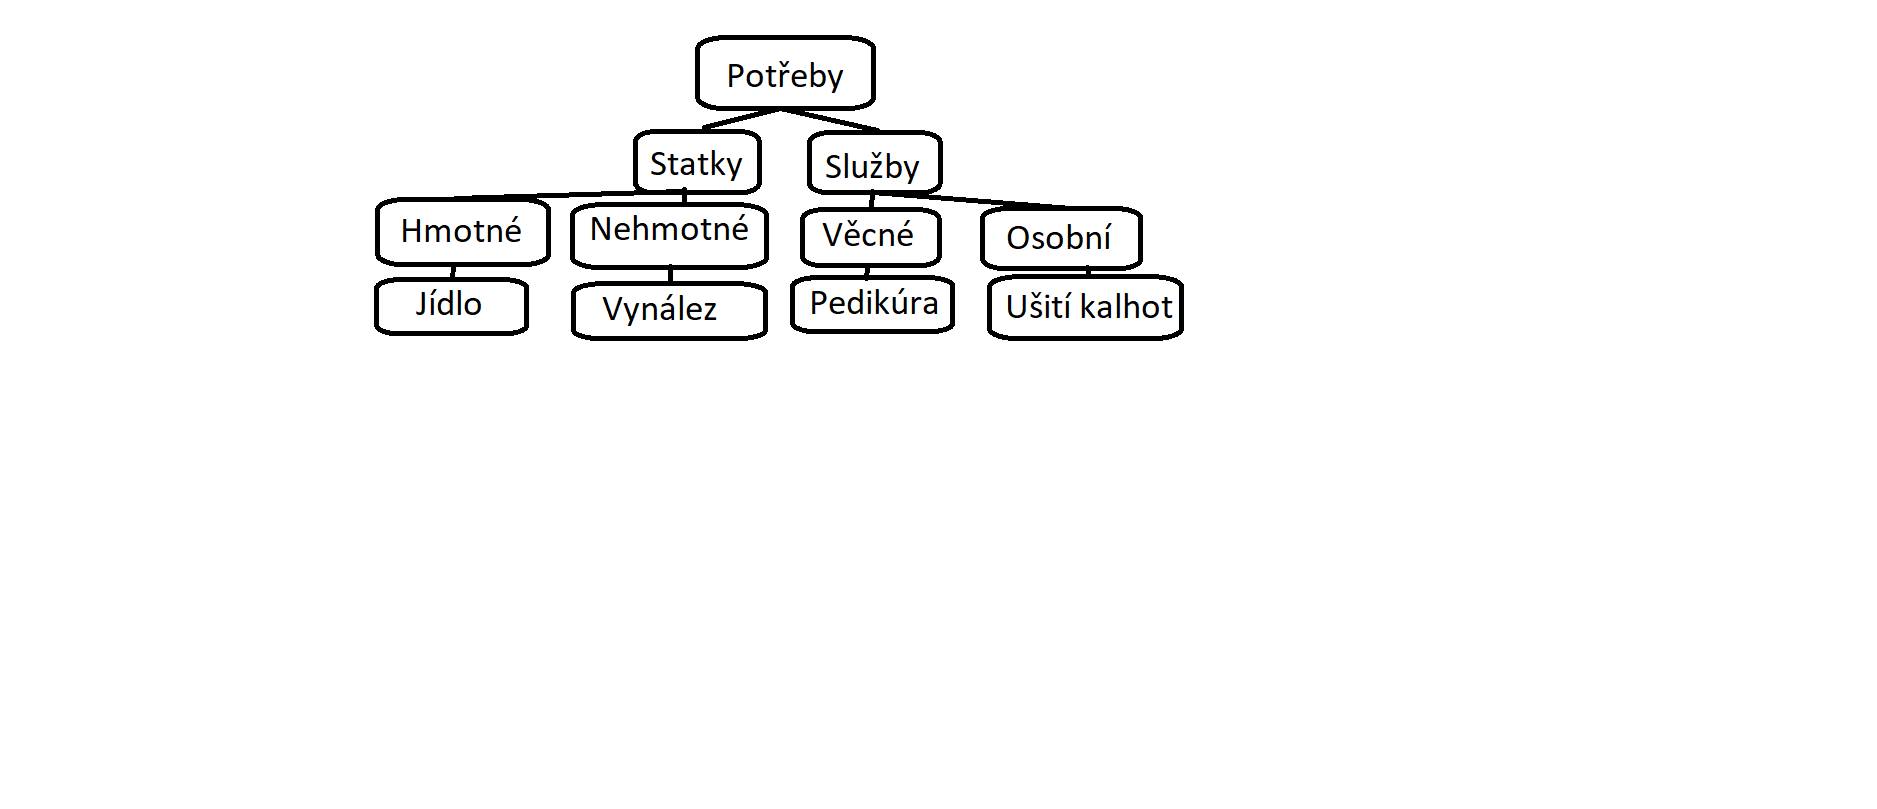 Potřeby
Statky
Služby
Hmotné
Nehmotné
Věcné
Osobní
Jídlo
Vynález
Pedikúra
Ušití kalhot